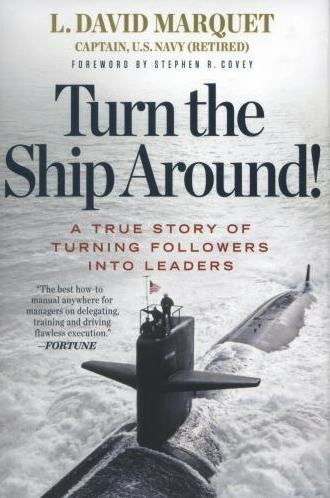 L. DAVID MARQUET
CAPTAIN, U.S. NAVY (RETIRED)
FOREWORD BY STEPHEN R. COVEY
Turn the
Ship Around!
A TRUE STORY OF
TURNING FOLLOWERS
INTO LEADERS
"The best how-to
manual anywhere for
managers on delegating,
training and driving
flawless execution."
—FORTUNE